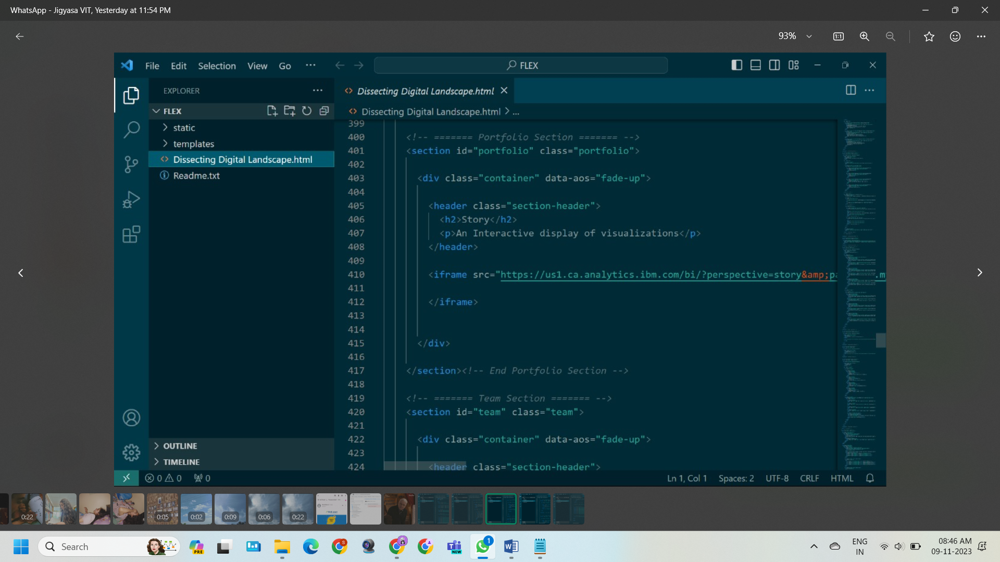 WhatsApp - Jigyasa VIT, Yesterday at 11:54 PM
93%
1:1
File Edit Selection View Go ...
FLEX
EXPLORER
Dissecting Digital Landscape.html
FLEX
Dissecting Digital Landscape.html > ...
static
templates
Dissecting Digital Landscape.html
Readme.txt
399
400 <!-- ======= Portfolio Section ======= -->
401 <section id="portfolio" class="portfolio">
402
403 <div class="container" data-aos="fade-up">
404
405 <header class="section-header">
406 <h2>Story</h2>
407 <p>An Interactive display of visualizations</p>
408 </header>
409
410 <iframe src="https://us1.ca.analytics.ibm.com/bi/?perspective=story&amp;pa .m
411
412 </iframe>
413
414
415 </div>
416
417 </section><!-- End Portfolio Section -->
418
419 <!-- ======= Team Section ======= -->
420 <section id="team" class="team">
421
422 <div class="container" data-aos="fade-up">
423
424 <header class="section-header">
OUTLINE
TIMELINE
0 0 0
Ln 1, Col 1 Spaces: 2 UTF-8 CRLF HTML
0:22 0:05 0:02 0:09 0:06 0:22
Search
PRE
S
NEW
1
ENG
IN
08:46 AM
09-11-2023